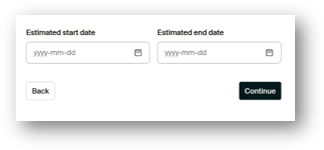 Estimated start date Estimated end date
yyyy-mm-dd yyyy-mm-dd
Back Continue